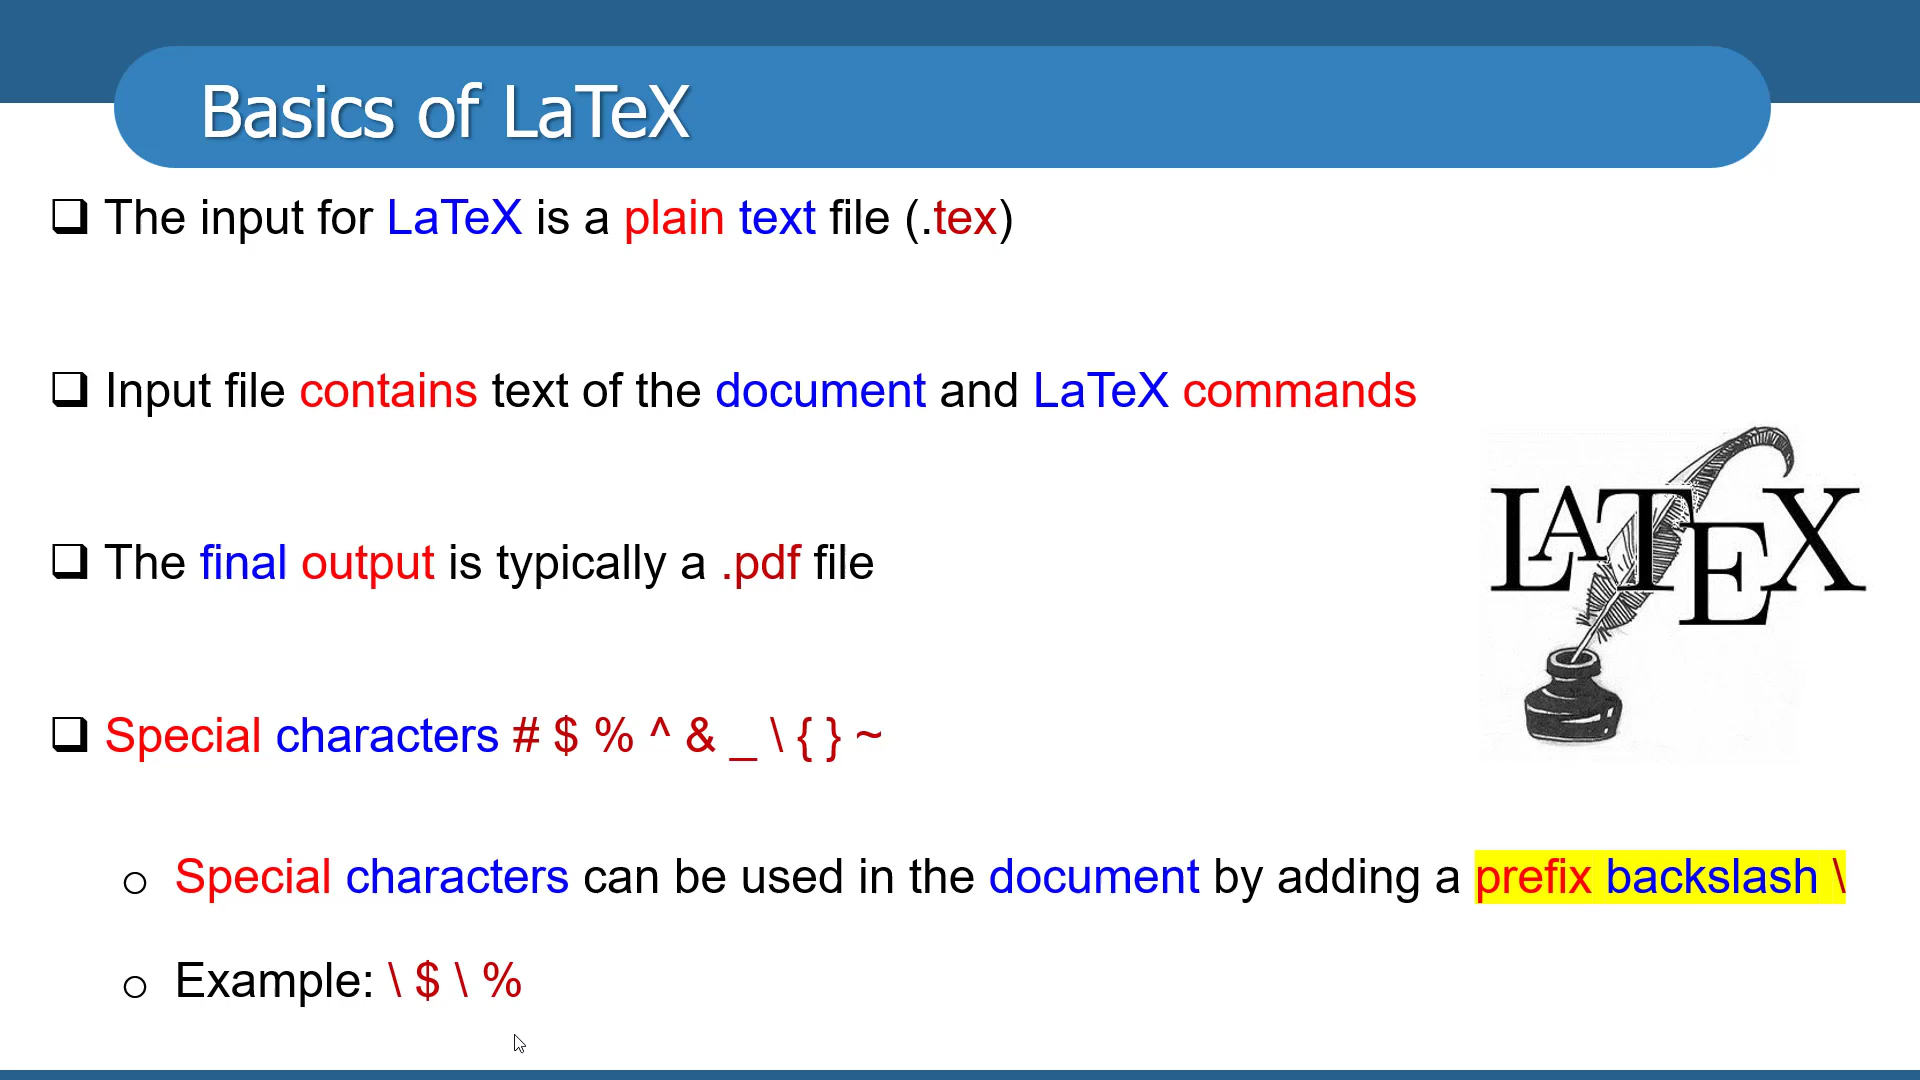 Basics of LaTeX
The input for LaTeX is a plain text file (.tex)
Input file contains text of the document and LaTeX commands
LATEX
The final output is typically a .pdf file
Special characters # $ % ^ & _ \ { } ~
Special characters can be used in the document by adding a prefix backslash \
Example: \ $ \ %